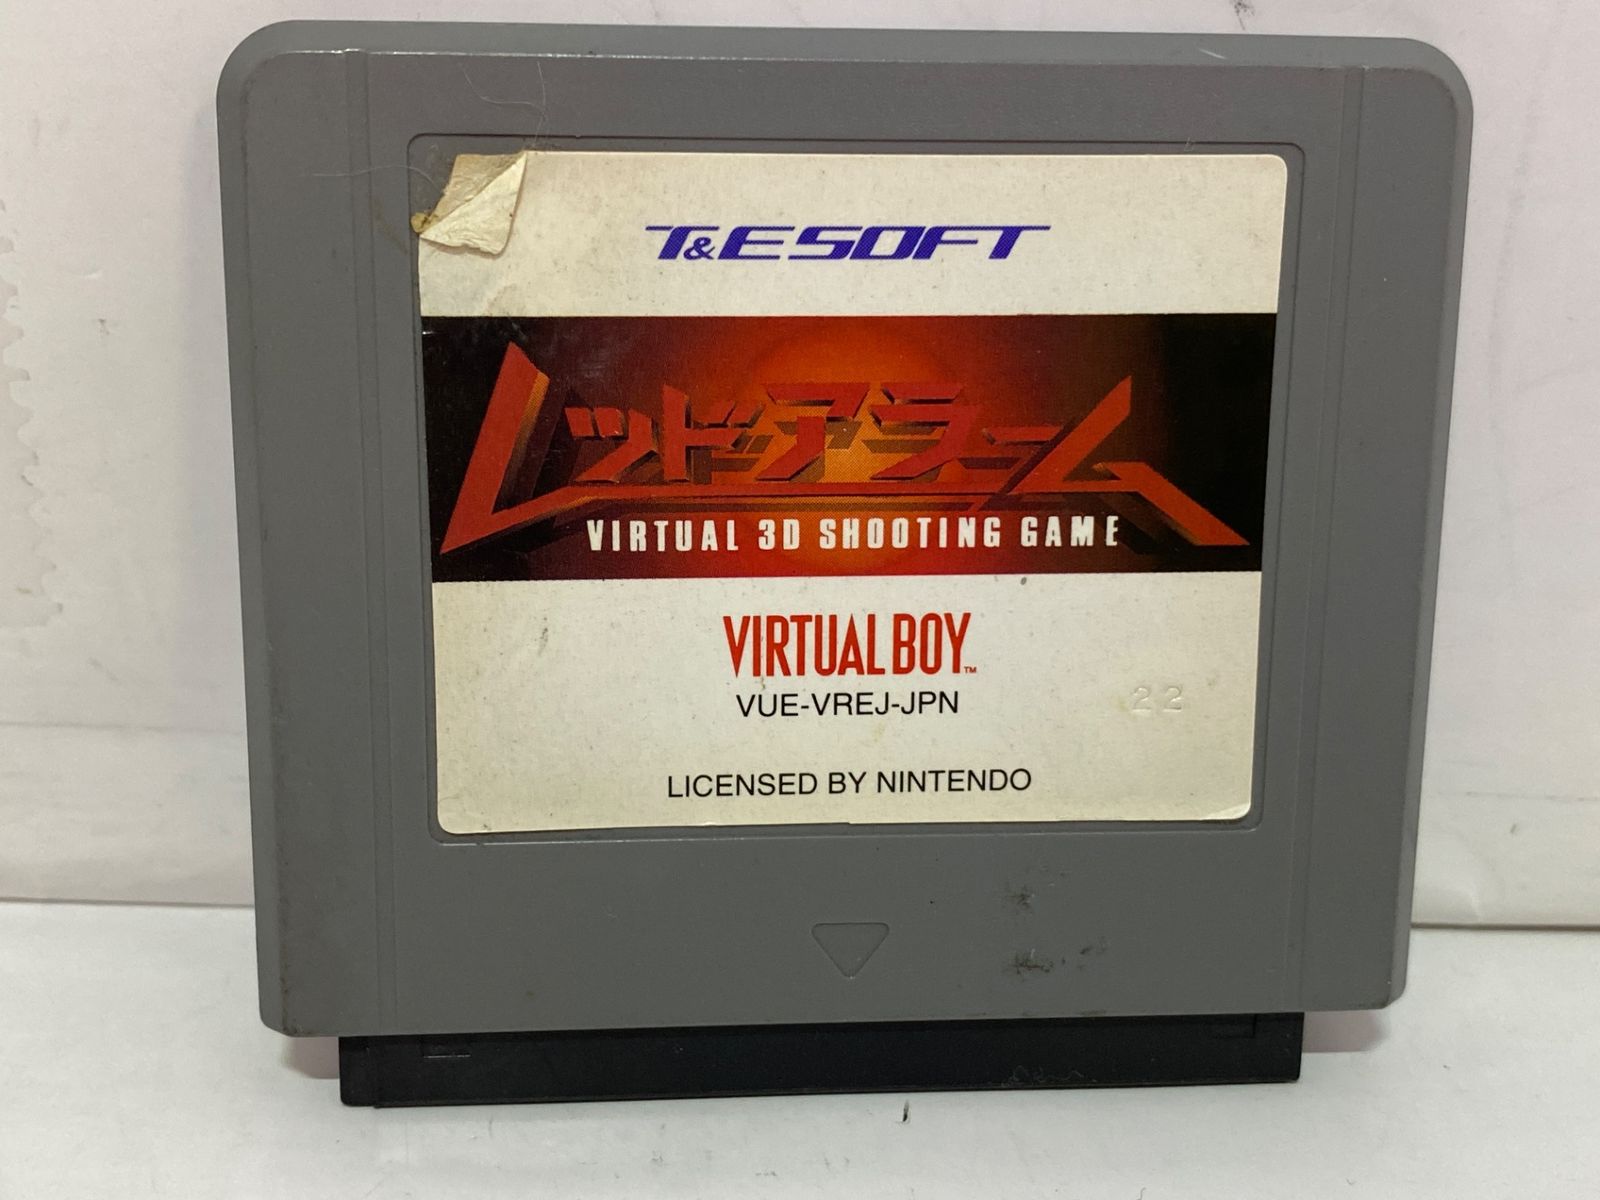 T&E SOFT
レッドアラーム
VIRTUAL 3D SHOOTING GAME
VIRTUAL BOY™
VUE-VREJ-JPN
22
LICENSED BY NINTENDO